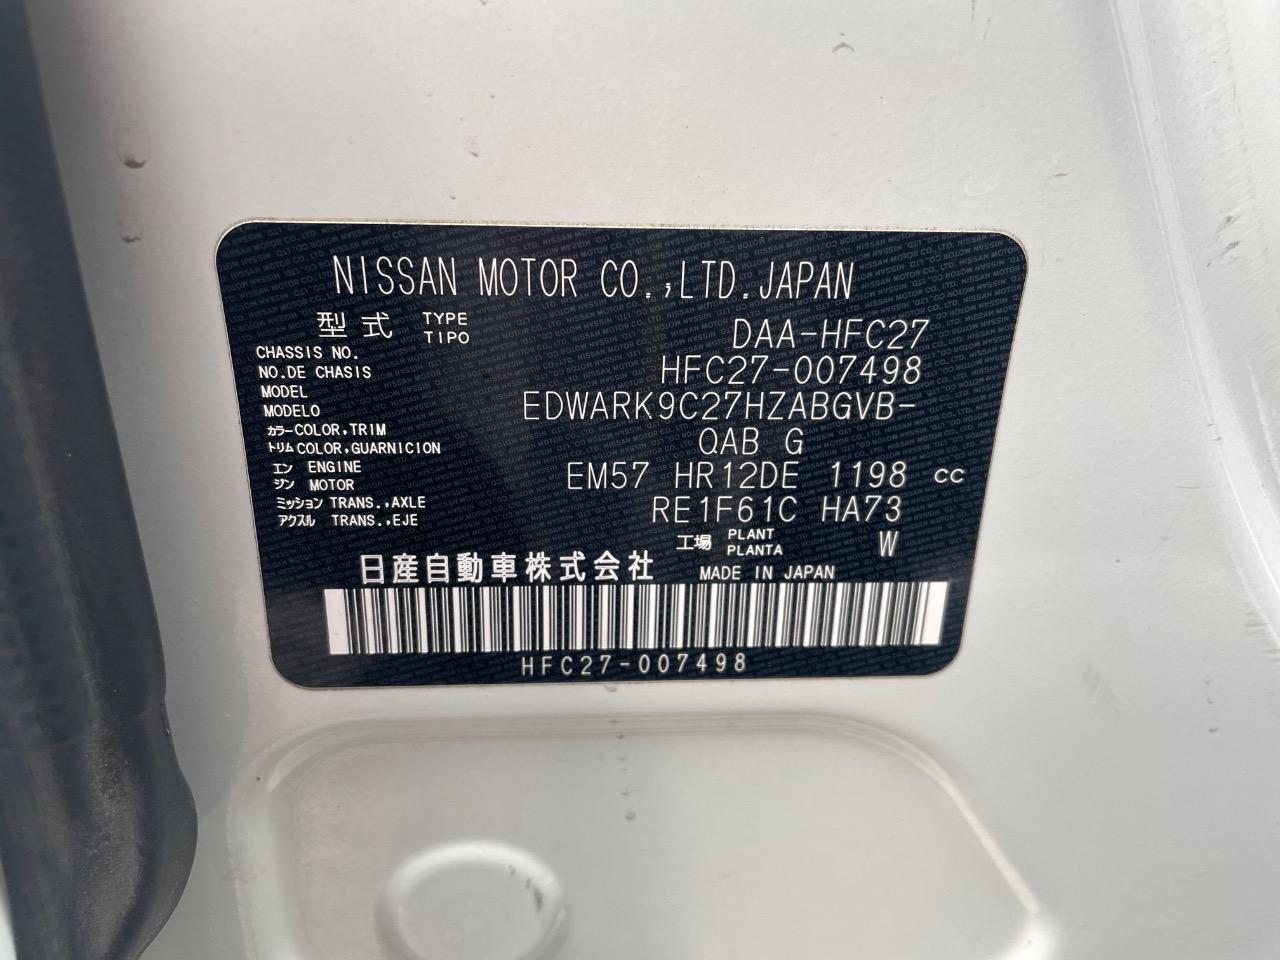 NISSAN MOTOR CO.,LTD.JAPAN
型式 TYPE TIPO DAA-HFC27
CHASSIS NO.
NO.DE CHASIS HFC27-007498
MODEL
MODELO EDWARK9C27HZABGVB-
カラー COLOR,TRIM
トリム COLOR,GUARNICION QAB G
エン ENGINE
ジン MOTOR EM57 HR12DE 1198 CC
ミッション TRANS.,AXLE
アクスル TRANS.,EJE RE1F61C HA73
工場 PLANT PLANTA W
日産自動車株式会社 MADE IN JAPAN
HFC27-007498